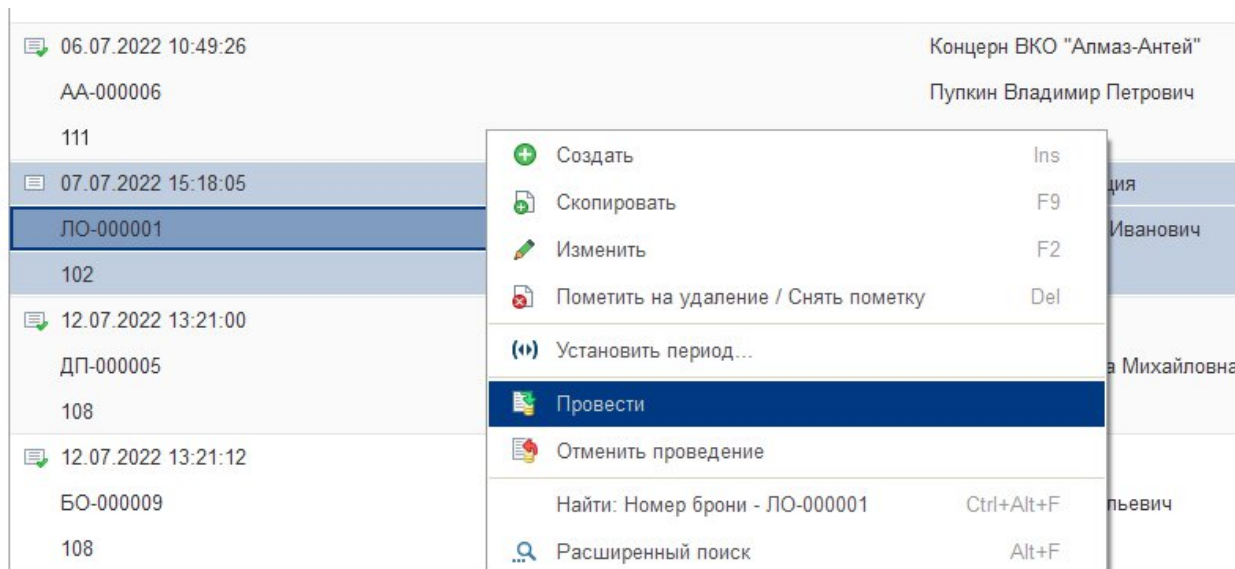 06.07.2022 10:49:26 Концерн ВКО "Алмаз-Антей"
АА-000006 Пупкин Владимир Петрович
111
Создать Ins
07.07.2022 15:18:05 ция
Скопировать F9
ЛО-000001 Иванович
Изменить F2
102
Пометить на удаление / Снять пометку Del
12.07.2022 13:21:00
Установить период...
ДП-000005 а Михайловна
Провести
108
Отменить проведение
12.07.2022 13:21:12
БО-000009 Найти: Номер брони - ЛО-000001 Ctrl+Alt+F льевич
108 Расширенный поиск Alt+F